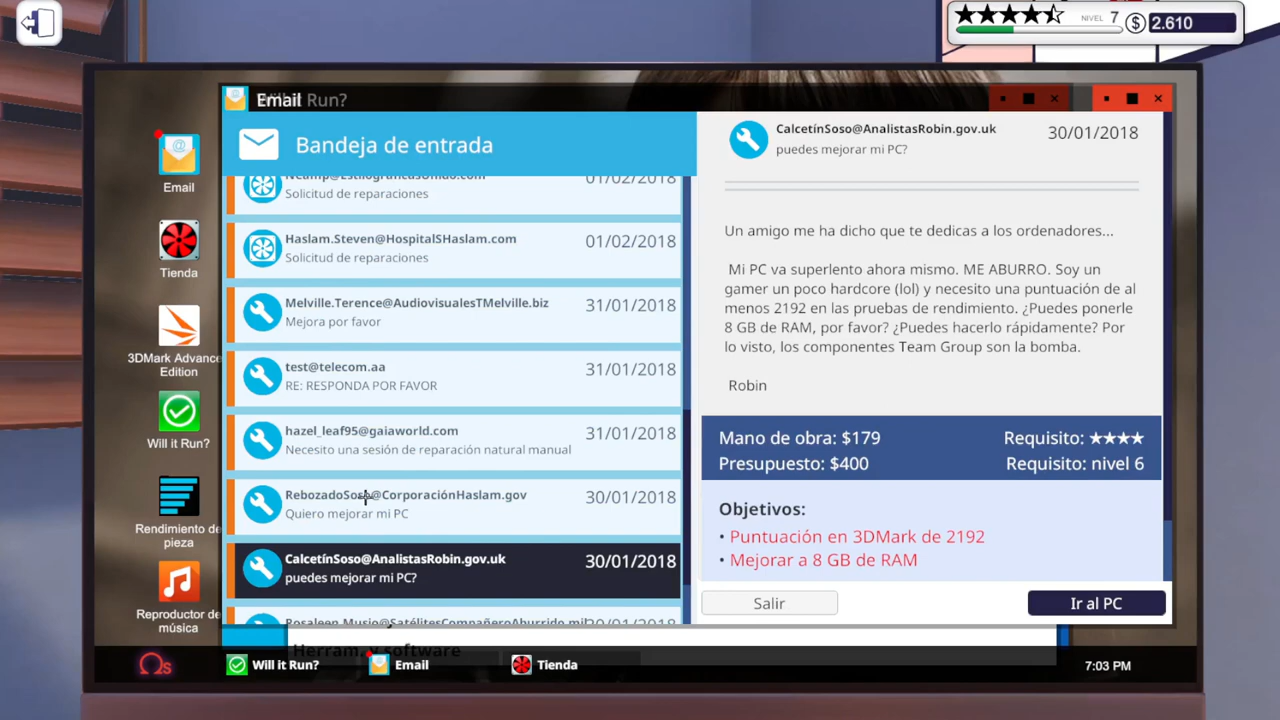 NIVEL 7
$ 2.610
Email Run?
Bandeja de entrada
01/02/2018
Solicitud de reparaciones
Haslam.Steven@HospitalSHaslam.com
01/02/2018
Solicitud de reparaciones
Melville.Terence@AudiovisualesTMelville.biz
31/01/2018
Mejora por favor
test@telecom.aa
31/01/2018
RE: RESPONDA POR FAVOR
hazel_leaf95@gaiaworld.com
31/01/2018
Necesito una sesión de reparación natural manual
RebozadoSoso@CorporaciónHaslam.gov
30/01/2018
Quiero mejorar mi PC
CalcetínSoso@AnalistasRobin.gov.uk
30/01/2018
puedes mejorar mi PC?
CalcetínSoso@AnalistasRobin.gov.uk
30/01/2018
puedes mejorar mi PC?
Un amigo me ha dicho que te dedicas a los ordenadores...
Mi PC va superlento ahora mismo. ME ABURRO. Soy un
gamer un poco hardcore (lol) y necesito una puntuación de al
menos 2192 en las pruebas de rendimiento. ¿Puedes ponerle
8 GB de RAM, por favor? ¿Puedes hacerlo rápidamente? Por
lo visto, los componentes Team Group son la bomba.
Robin
Mano de obra: $179
Requisito: ★★★★
Presupuesto: $400
Requisito: nivel 6
Objetivos:
• Puntuación en 3DMark de 2192
• Mejorar a 8 GB de RAM
Salir
Ir al PC
Email
Tienda
3DMark Advance
Edition
Will it Run?
Rendimiento de
pieza
Reproductor de
música
Herram. y software
Ωs
Will it Run?
Email
Tienda
7:03 PM